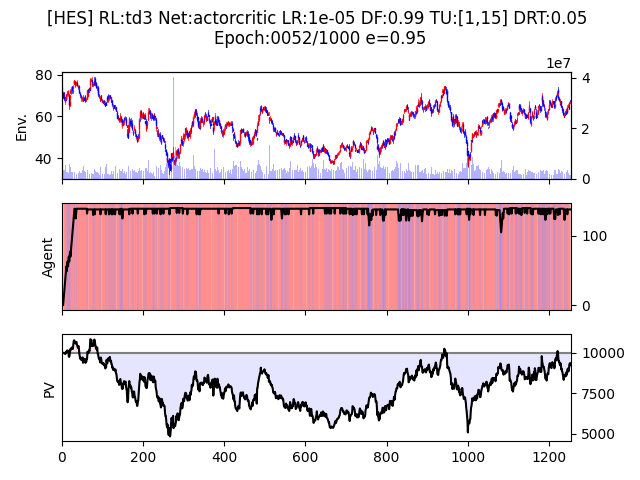 [HES] RL:td3 Net:actorcritic LR:1e-05 DF:0.99 TU:[1,15] DRT:0.05
Epoch:0052/1000 e=0.95
1e7
80
60
40
Env.
4
2
0
Agent
100
0
PV
10000
7500
5000
0 200 400 600 800 1000 1200